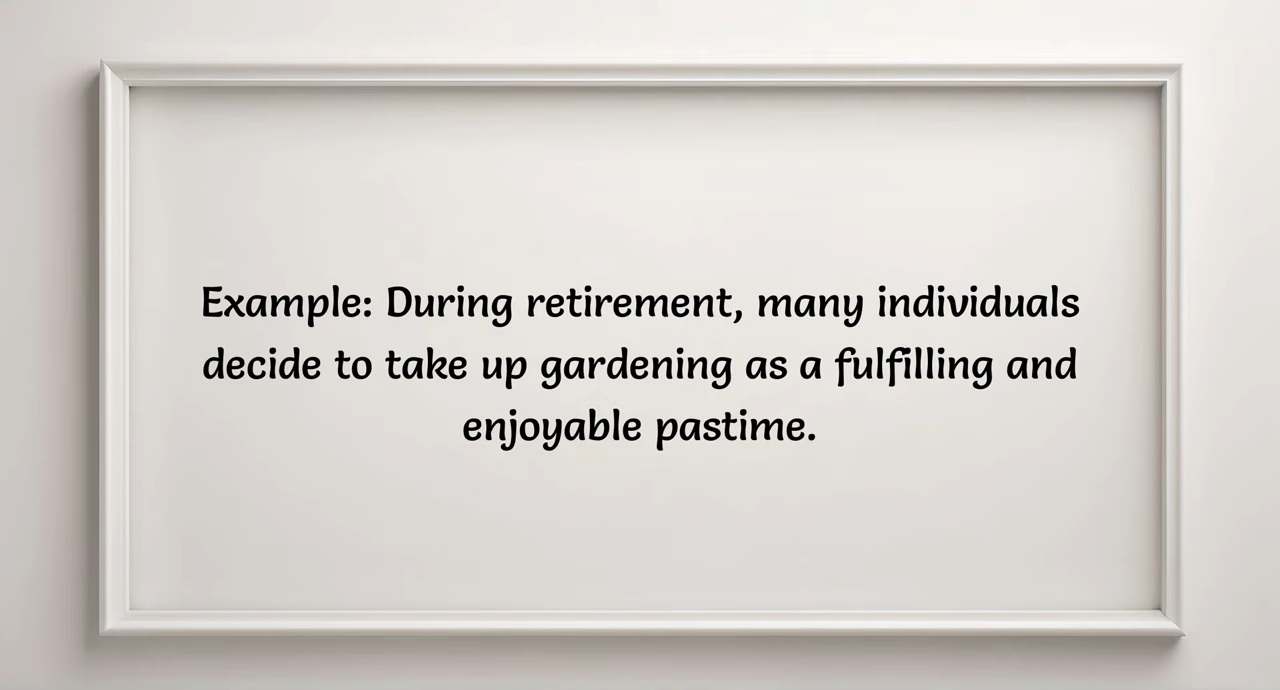 Example: During retirement, many individuals
decide to take up gardening as a fulfilling and
enjoyable pastime.